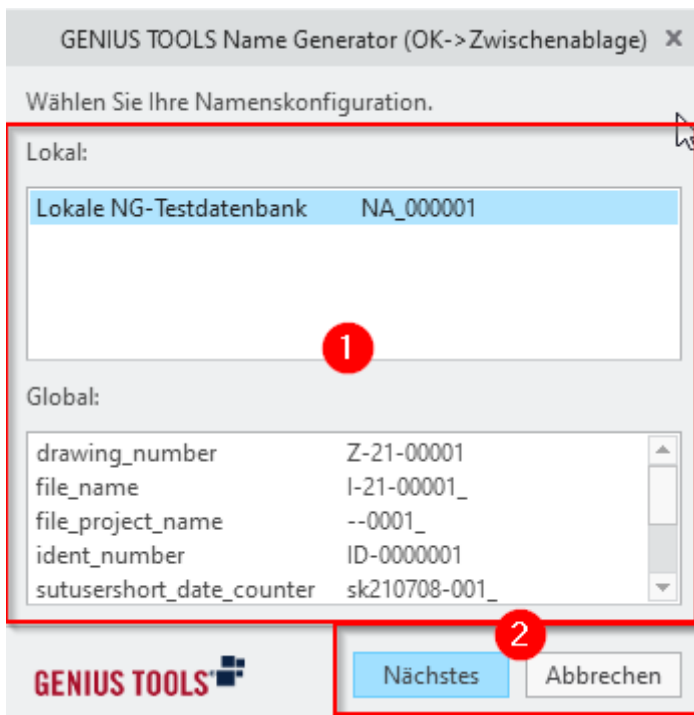 GENIUS TOOLS Name Generator (OK->Zwischenablage) ×
Wählen Sie Ihre Namenskonfiguration.
Lokal:
Lokale NG-Testdatenbank NA_000001
1
Global:
drawing_number Z-21-00001
file_name I-21-00001_
file_project_name --0001_
ident_number ID-0000001
sutusershort_date_counter sk210708-001_
2
GENIUS TOOLS Nächstes Abbrechen